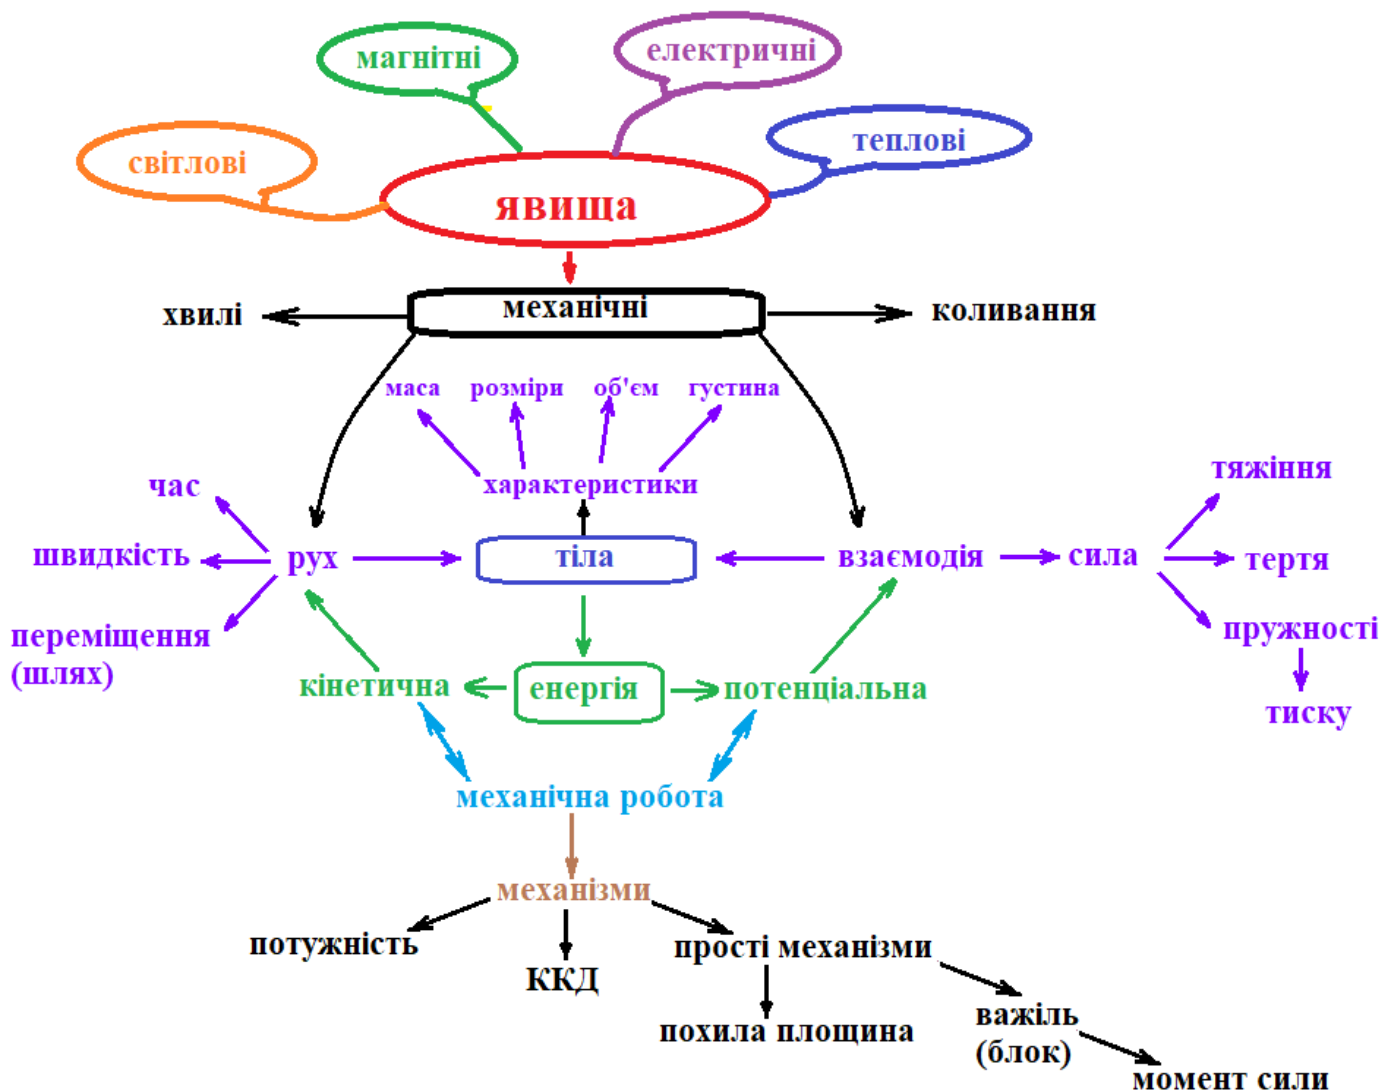 магнітні
електричні
світлові
теплові
явища
хвилі
механічні
коливання
маса
розміри
об'єм
густина
характеристики
час
тяжіння
швидкість
рух
тіла
взаємодія
сила
тертя
переміщення
(шлях)
пружності
кінетична
енергія
потенціальна
тиску
механічна робота
механізми
потужність
ККД
прості механізми
похила площина
важіль
(блок)
момент сили